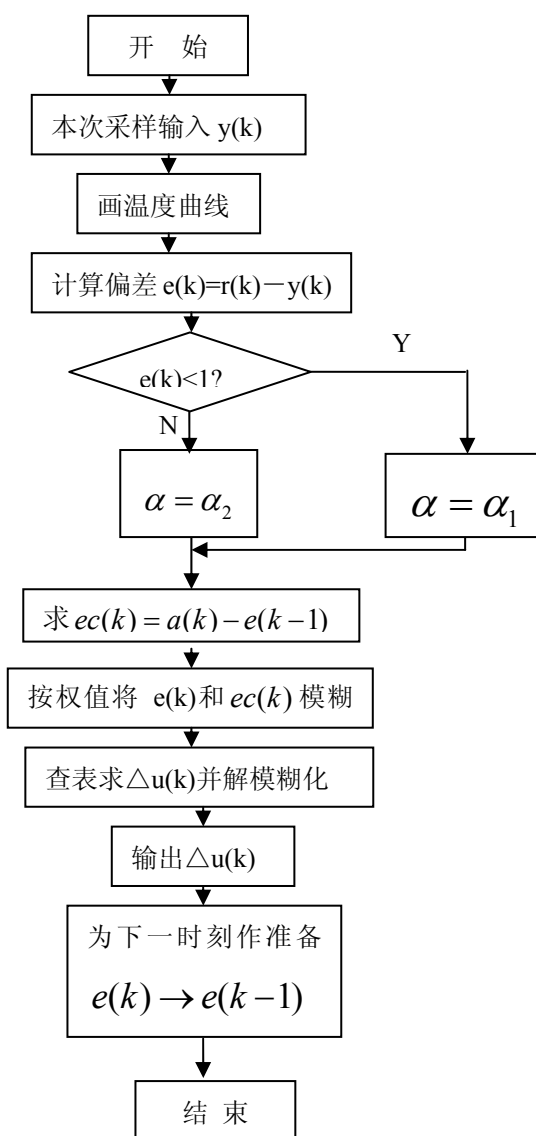 开 始
本次采样输入 y(k)
画温度曲线
计算偏差 e(k)=r(k)－y(k)
e(k)<1?
Y
N
α = α₂
α = α₁
求 ec(k) = a(k) − e(k−1)
按权值将 e(k)和 ec(k) 模糊
查表求△u(k)并解模糊化
输出△u(k)
为下一时刻作准备
e(k) → e(k−1)
结 束